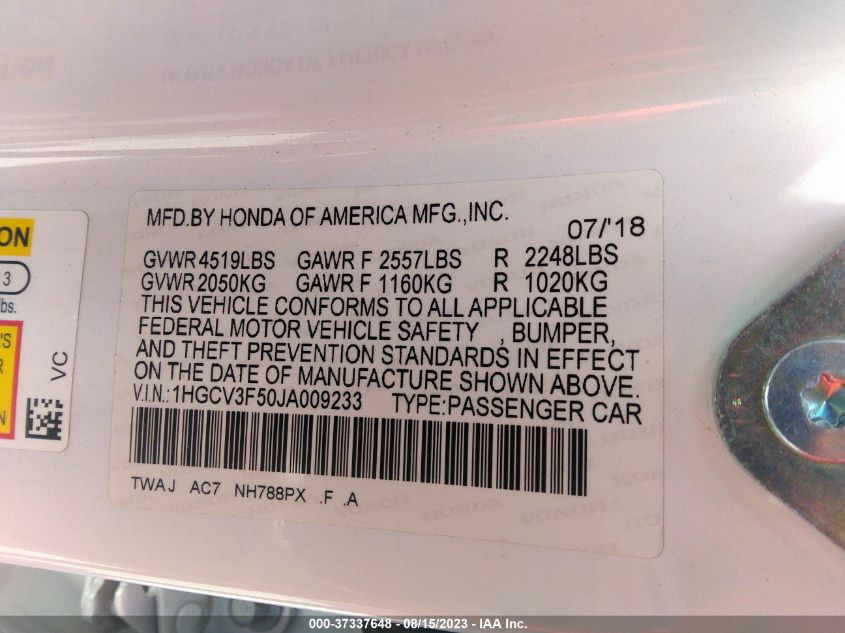 MFD.BY HONDA OF AMERICA MFG.,INC.
07/'18
GVWR 4519LBS GAWR F 2557LBS R 2248LBS
GVWR 2050KG GAWR F 1160KG R 1020KG
THIS VEHICLE CONFORMS TO ALL APPLICABLE
FEDERAL MOTOR VEHICLE SAFETY , BUMPER,
AND THEFT PREVENTION STANDARDS IN EFFECT
ON THE DATE OF MANUFACTURE SHOWN ABOVE.
V.I.N.:1HGCV3F50JA009233 TYPE:PASSENGER CAR
TWAJ AC7 NH788PX .F .A
ON
3
lbs.
'S
R
VC
000-37337648 - 08/15/2023 - IAA Inc.